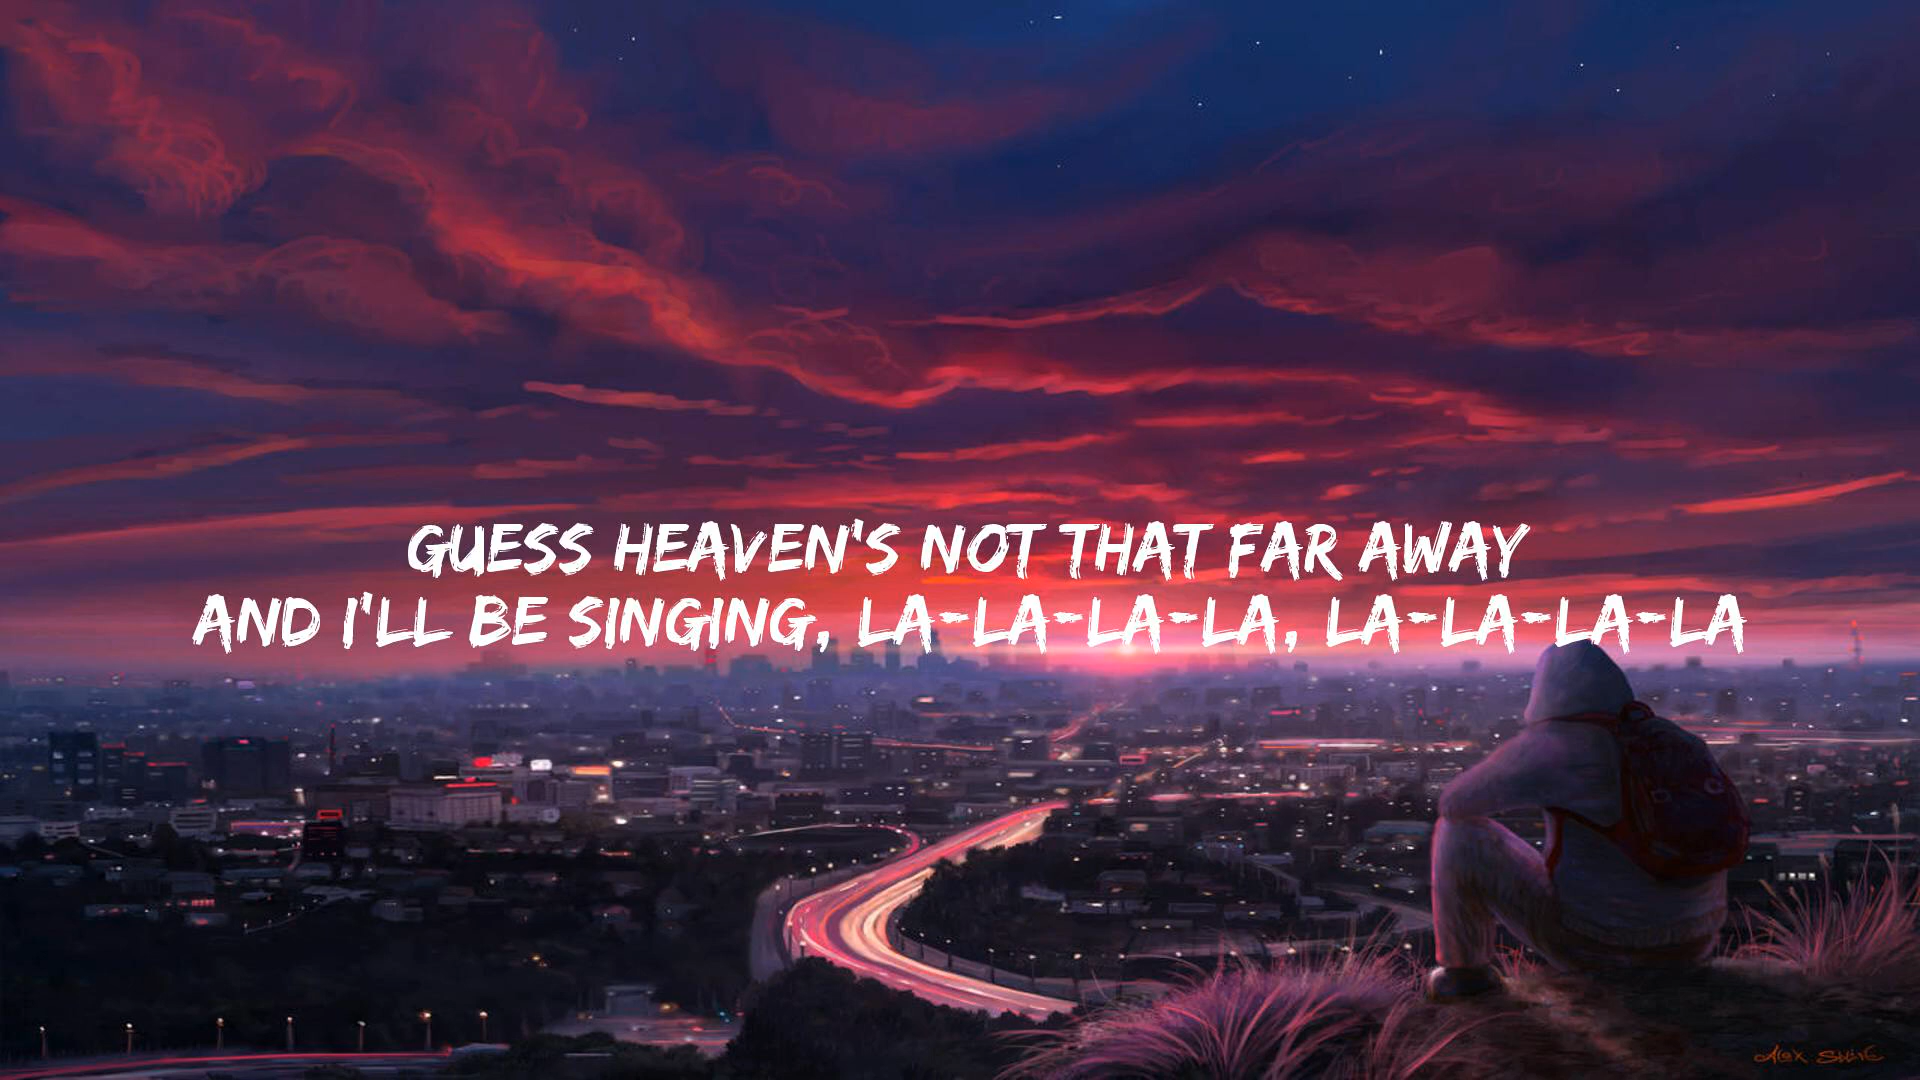 GUESS HEAVEN'S NOT THAT FAR AWAY
AND I'LL BE SINGING, LA-LA-LA-LA, LA-LA-LA-LA